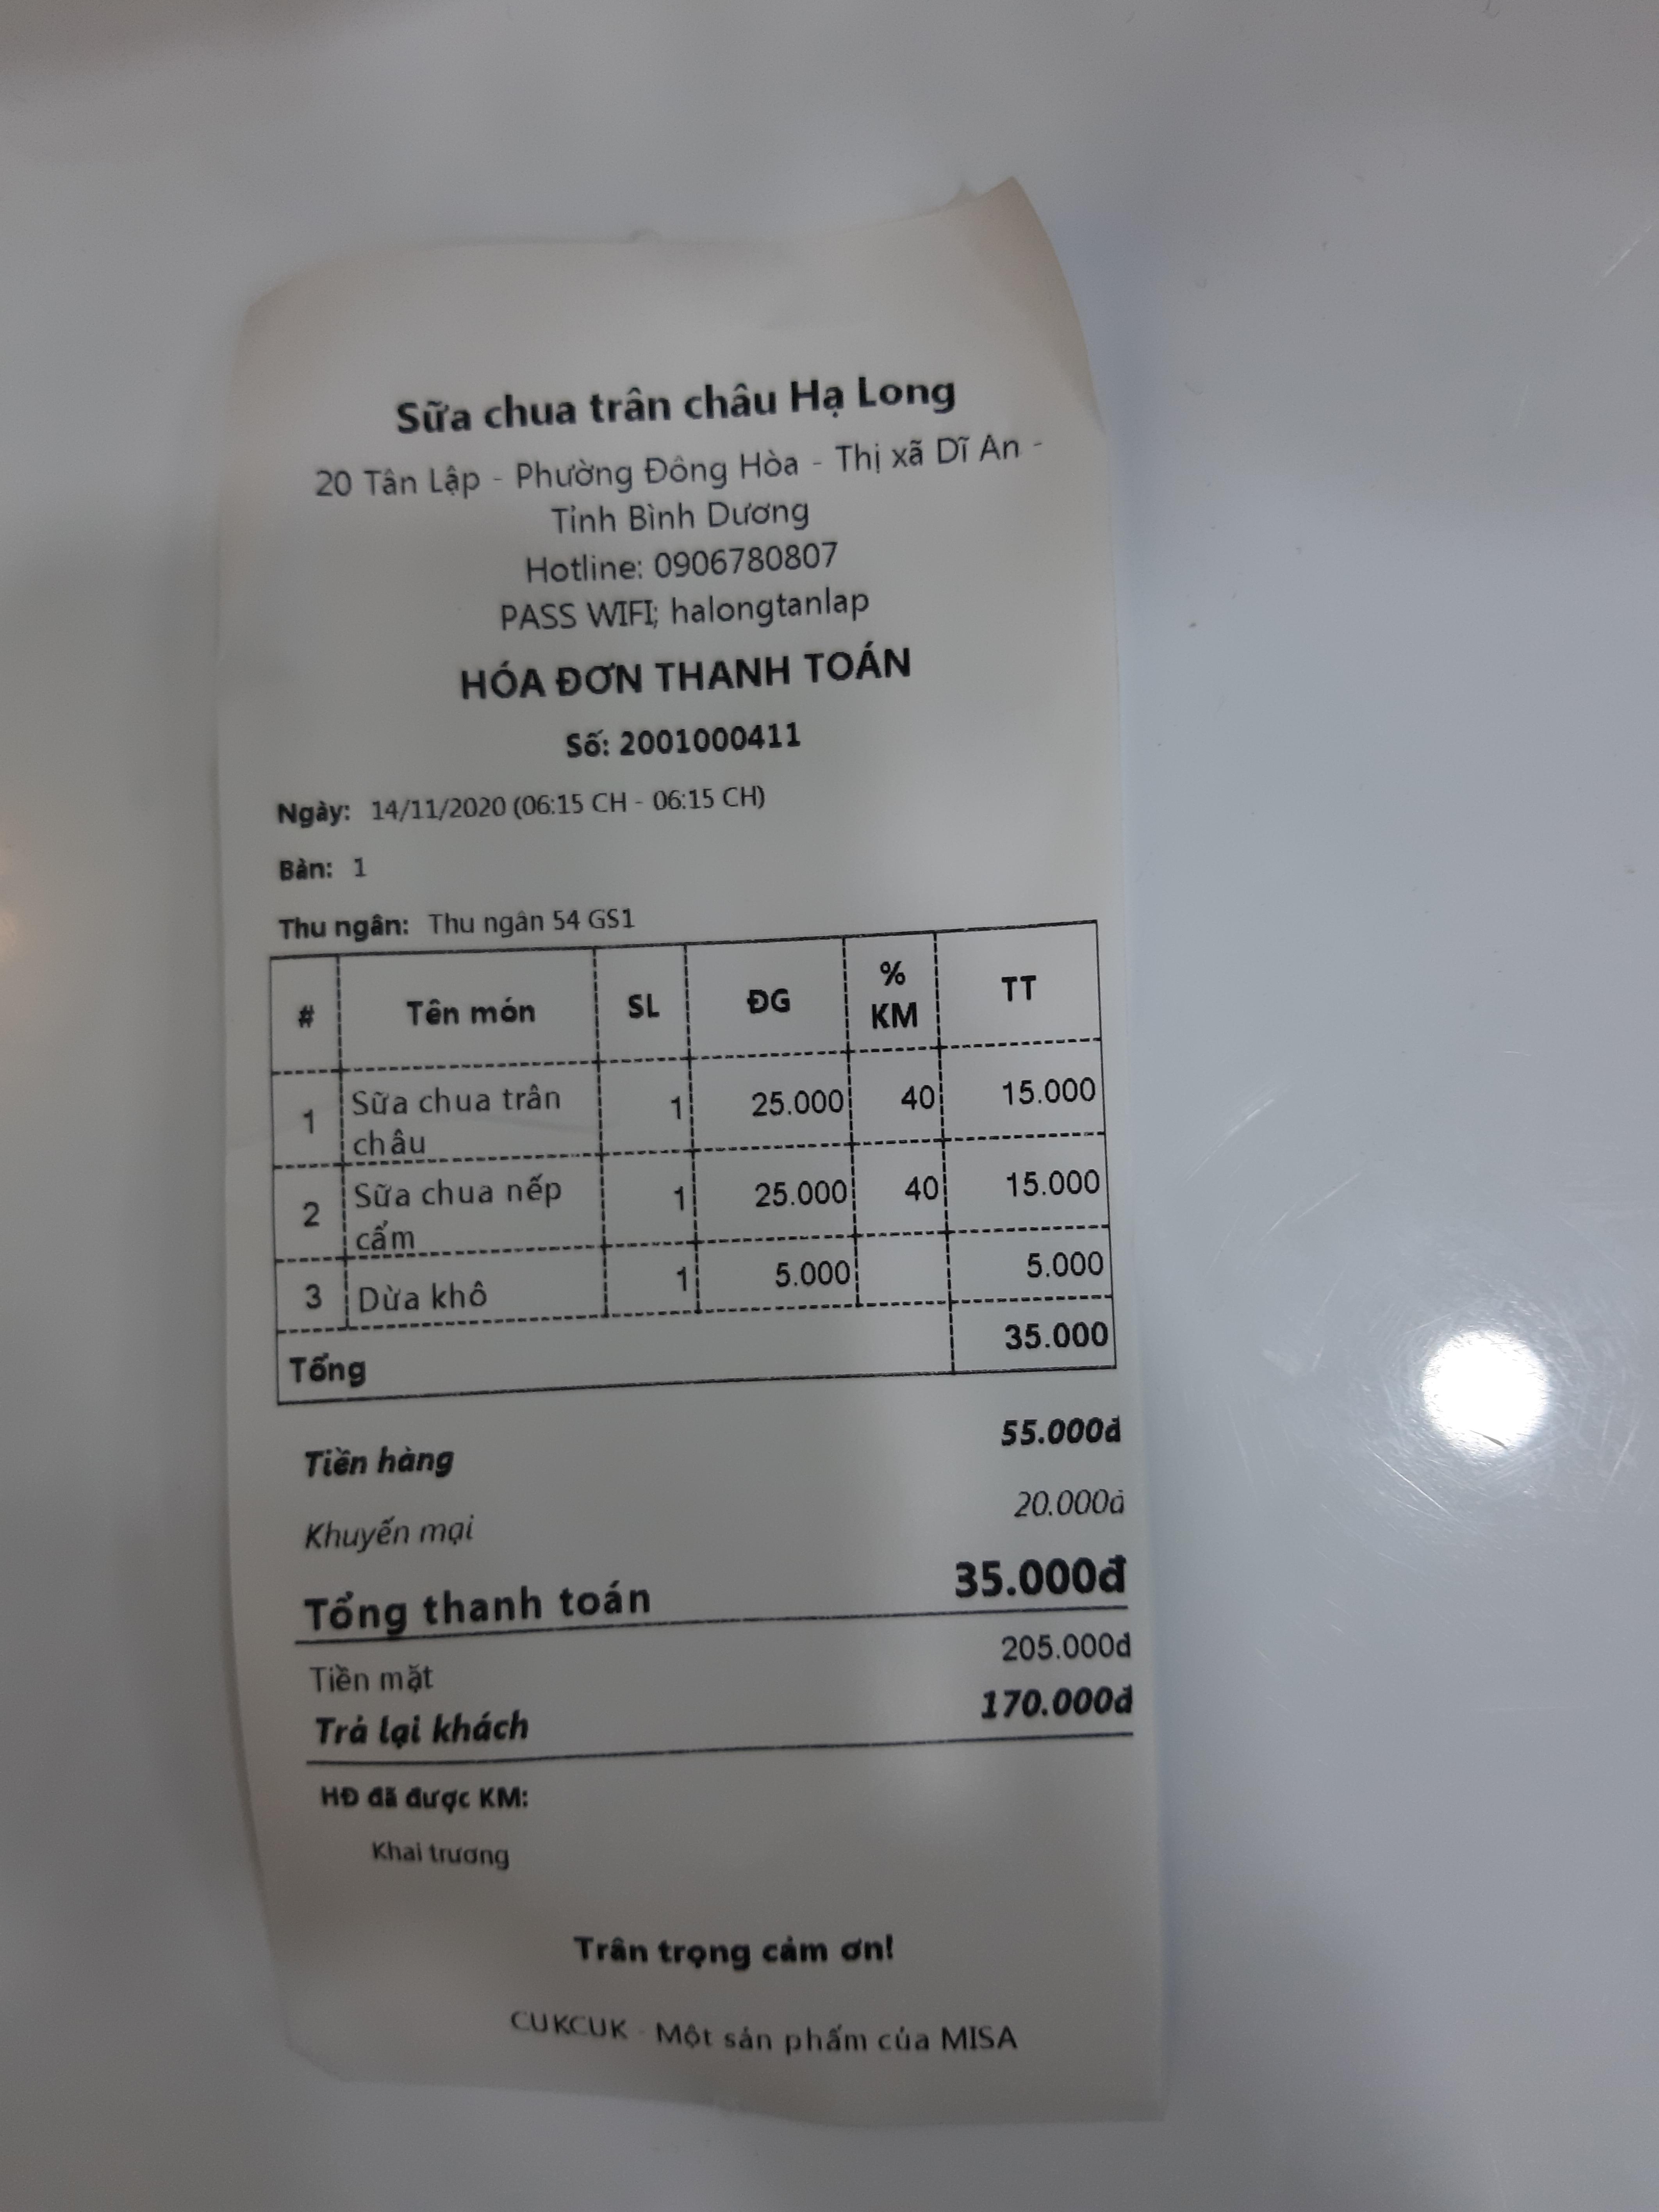 Sữa chua trân châu Hạ Long
20 Tân Lập - Phường Đông Hòa - Thị xã Dĩ An -
Tỉnh Bình Dương
Hotline: 0906780807
PASS WIFI; halongtanlap
HÓA ĐƠN THANH TOÁN
Số: 2001000411
Ngày: 14/11/2020 (06:15 CH - 06:15 CH)
Bàn: 1
Thu ngân: Thu ngân 54 GS1
# Tên món SL ĐG % KM TT
1 Sữa chua trân 1 25.000 40 15.000
châu
2 Sữa chua nếp 1 25.000 40 15.000
cẩm
3 Dừa khô 1 5.000 5.000
Tổng 35.000
Tiền hàng 55.000đ
Khuyến mại 20.000đ
Tổng thanh toán 35.000đ
Tiền mặt 205.000đ
Trả lại khách 170.000đ
HĐ đã được KM:
Khai trương
Trân trọng cảm ơn!
CUKCUK - Một sản phẩm của MISA